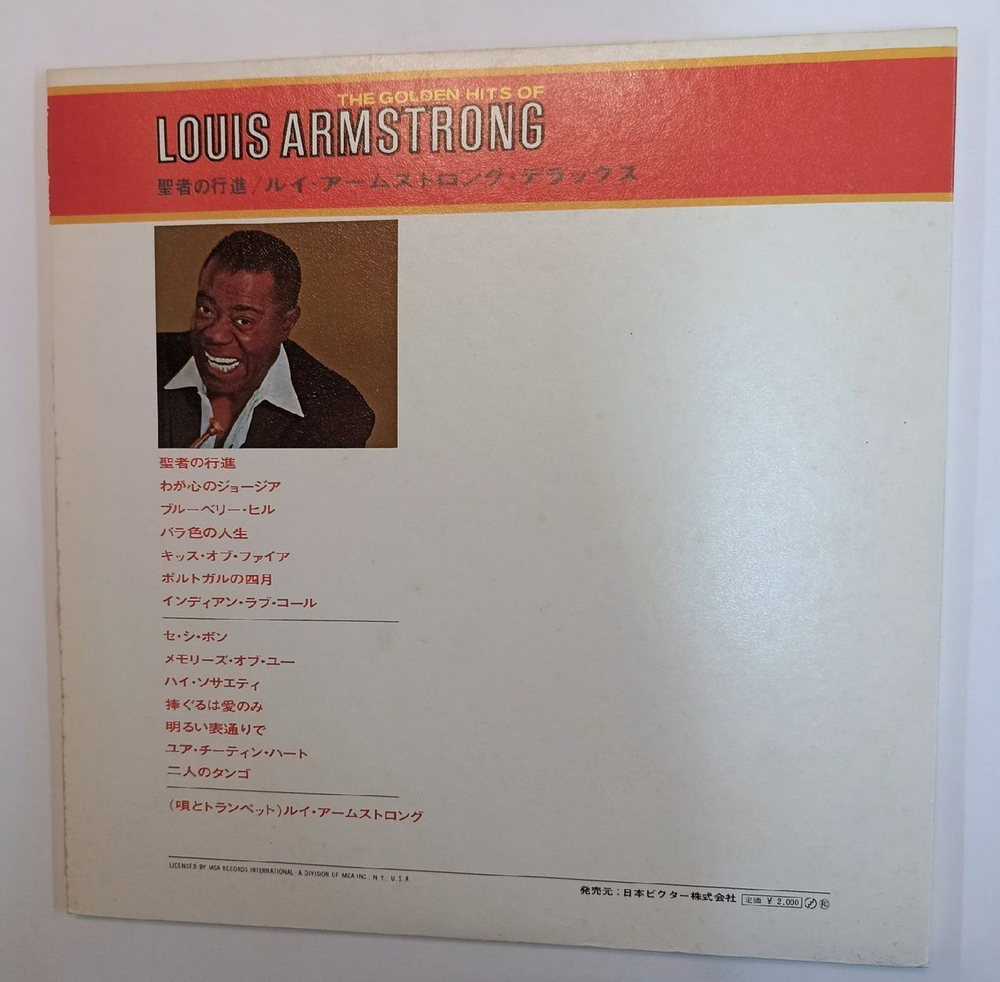 THE GOLDEN HITS OF
LOUIS ARMSTRONG
聖者の行進/ルイ・アームストロング・デラックス
聖者の行進
わが心のジョージア
ブルーベリー・ヒル
バラ色の人生
キッス・オブ・ファイア
ポルトガルの四月
インディアン・ラブ・コール
セ・シ・ボン
メモリーズ・オブ・ユー
ハイ・ソサエティ
捧ぐるは愛のみ
明るい表通りで
ユア・チーティン・ハート
二人のタンゴ
(唄とトランペット)ルイ・アームストロング
LICENSED BY MCA RECORDS INTERNATIONAL · A DIVISION OF MCA INC., N.Y., U.S.A.
発売元:日本ビクター株式会社 定価 ¥ 2,000